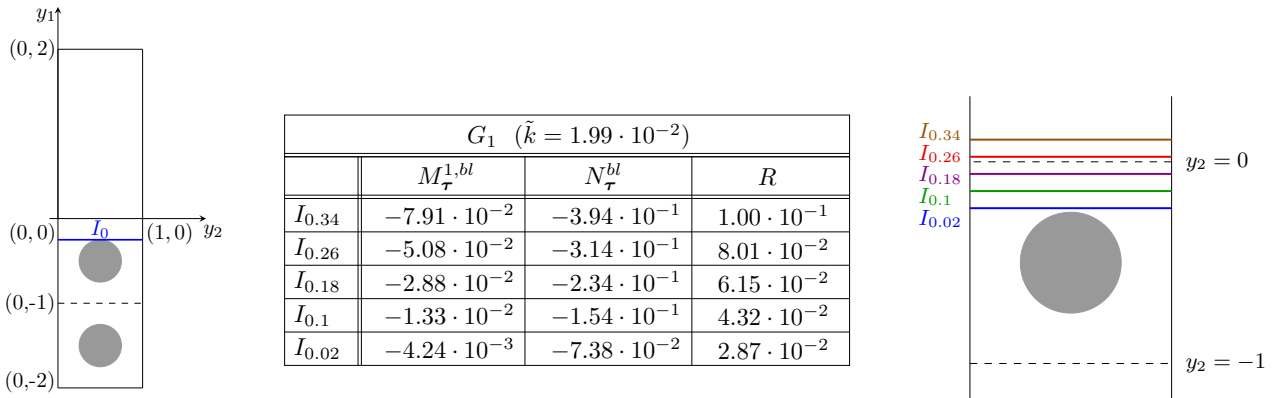 y₁
(0, 2)
(0, 0)
I₀
(1, 0)
y₂
(0,-1)
(0,-2)
G₁ (k̃ = 1.99 · 10⁻²)
M_τ^{1,bl} N_τ^{bl} R
I₀.₃₄ −7.91 · 10⁻² −3.94 · 10⁻¹ 1.00 · 10⁻¹
I₀.₂₆ −5.08 · 10⁻² −3.14 · 10⁻¹ 8.01 · 10⁻²
I₀.₁₈ −2.88 · 10⁻² −2.34 · 10⁻¹ 6.15 · 10⁻²
I₀.₁ −1.33 · 10⁻² −1.54 · 10⁻¹ 4.32 · 10⁻²
I₀.₀₂ −4.24 · 10⁻³ −7.38 · 10⁻² 2.87 · 10⁻²
I₀.₃₄
I₀.₂₆
y₂ = 0
I₀.₁₈
I₀.₁
I₀.₀₂
y₂ = −1